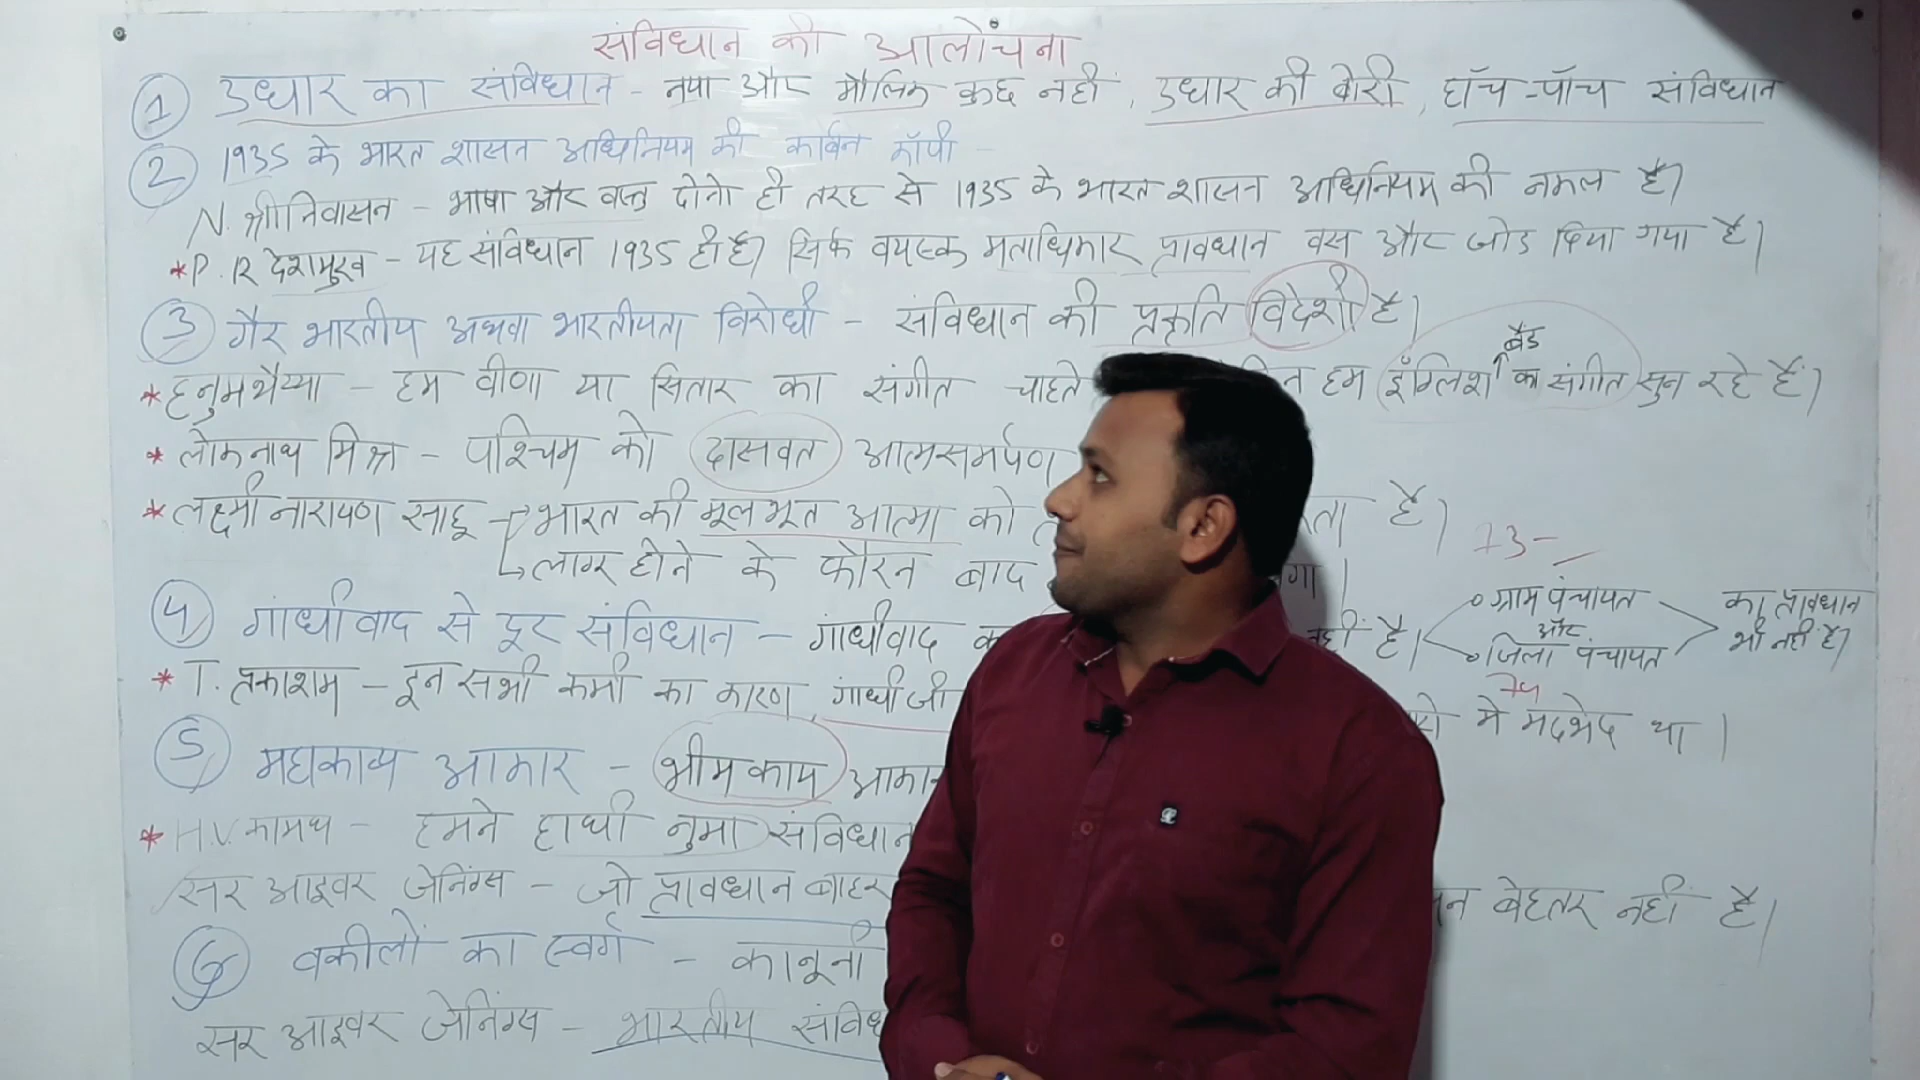 संविधान की आलोंचना
① उधार का संविधान - नया और मौलिक कुछ नहीं, उधार की बोरी, हॉच-पॉच संविधान
② 1935 के भारत शासन अधिनियम की कार्बन कॉपी -
N. श्रीनिवासन - भाषा और वस्तु दोनो ही तरह से 1935 के भारत शासन अधिनियम की नकल है।
* P. R देशमुख - यह संविधान 1935 ही है। सिर्फ वयस्क मताधिकार प्रावधान बस और जोड दिया गया है।
③ गैर भारतीय अथवा भारतीयता विरोधी - संविधान की प्रकृति विदेशी है।
* हनुमथैय्या - हम वीणा या सितार का संगीत चाहते हम इंग्लिश बैंड का संगीत सुन रहे हैं।
* लोकनाथ मिश्र - पश्चिम को दासवत आत्मसमर्पण
* लक्ष्मी नारायण साहू - भारत की मूलभूत आत्मा को है।
लागू होने के फौरन बाद
73 -
④ गांधीवाद से दूर संविधान - गांधीवाद नहीं है। ग्राम पंचायत और जिला पंचायत का प्रावधान भी नहीं है।
74
* T. प्रकाशम - इन सभी कमी का कारण, गांधीजी मे मदभेद था।
⑤ महाकाव्य आकार - भीमकाय
* H.V. कामथ - हमने हाथी नुमा संविधान
सर आइवर जेनिंग्स - जो प्रावधान बाहर बेहतर नहीं है।
⑥ वकीलों का स्वर्ग - कानूनी
सर आइवर जेनिंग्स - भारतीय